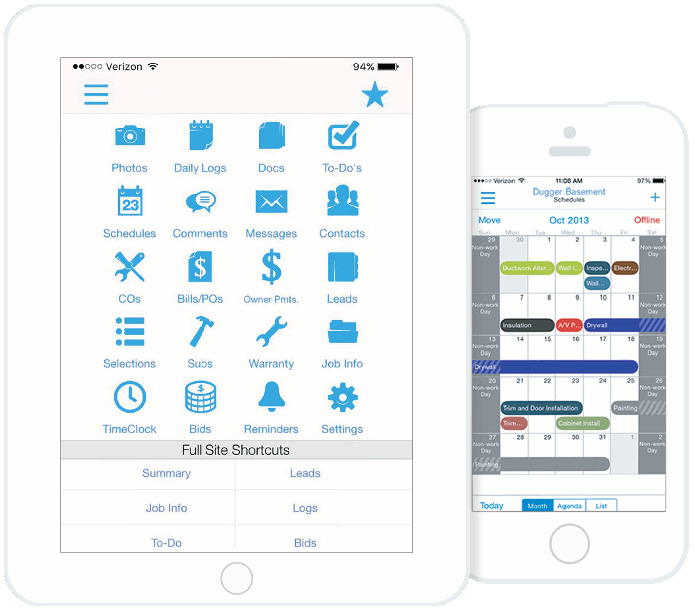 Verizon 94%
Photos Daily Logs Docs To-Do's
23
Schedules Comments Messages Contacts
$ $
COs Bills/POs Owner Pmts. Leads
Selections Subs Warranty Job Info
TimeClock Bids Reminders Settings
Full Site Shortcuts
Summary Leads
Job Info Logs
To-Do Bids
Verizon 11:08 AM 97%
Dugger Basement
Schedules
+
Move Oct 2013 Offline
Sun Mon Tue Wed Thu Fri Sat
29 30 1 2 3 4 5
Non-work Day Non-work Day
Ductwork Alter... Wall I... Inspe... Electr...
Wall...
6 7 8 9 10 11 12
Non-work Day Non-work Day
Insulation A/V P... Drywall
13 14 15 16 17 18 19
Non-work Day Non-work Day
Drywall
20 21 22 23 24 25 26
Non-work Day Non-work Day
Trim and Door Installation Painting
Trim... Cabinet Install
27 28 29 30 31 1 2
Non-work Day Non-work Day
Painting
Today Month Agenda List